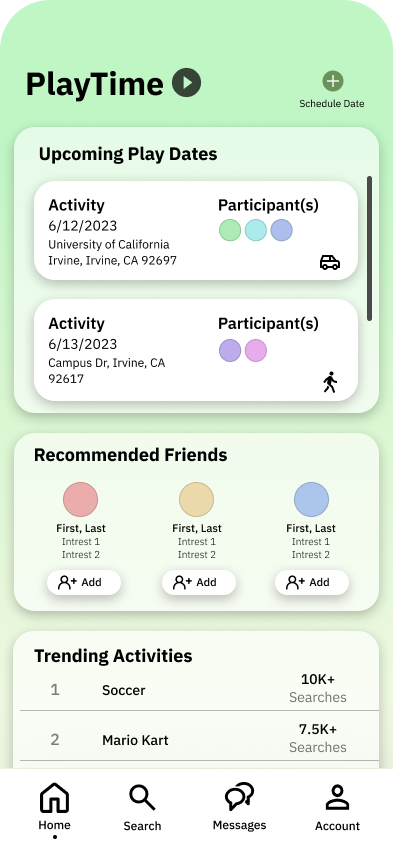 PlayTime
Schedule Date
Upcoming Play Dates
Activity
Participant(s)
6/12/2023
University of California
Irvine, Irvine, CA 92697
Activity
Participant(s)
6/13/2023
Campus Dr, Irvine, CA
92617
Recommended Friends
First, Last
First, Last
First, Last
Intrest 1
Intrest 1
Intrest 1
Intrest 2
Intrest 2
Intrest 2
Add
Add
Add
Trending Activities
1 Soccer 10K+
Searches
2 Mario Kart 7.5K+
Searches
Home Search Messages Account